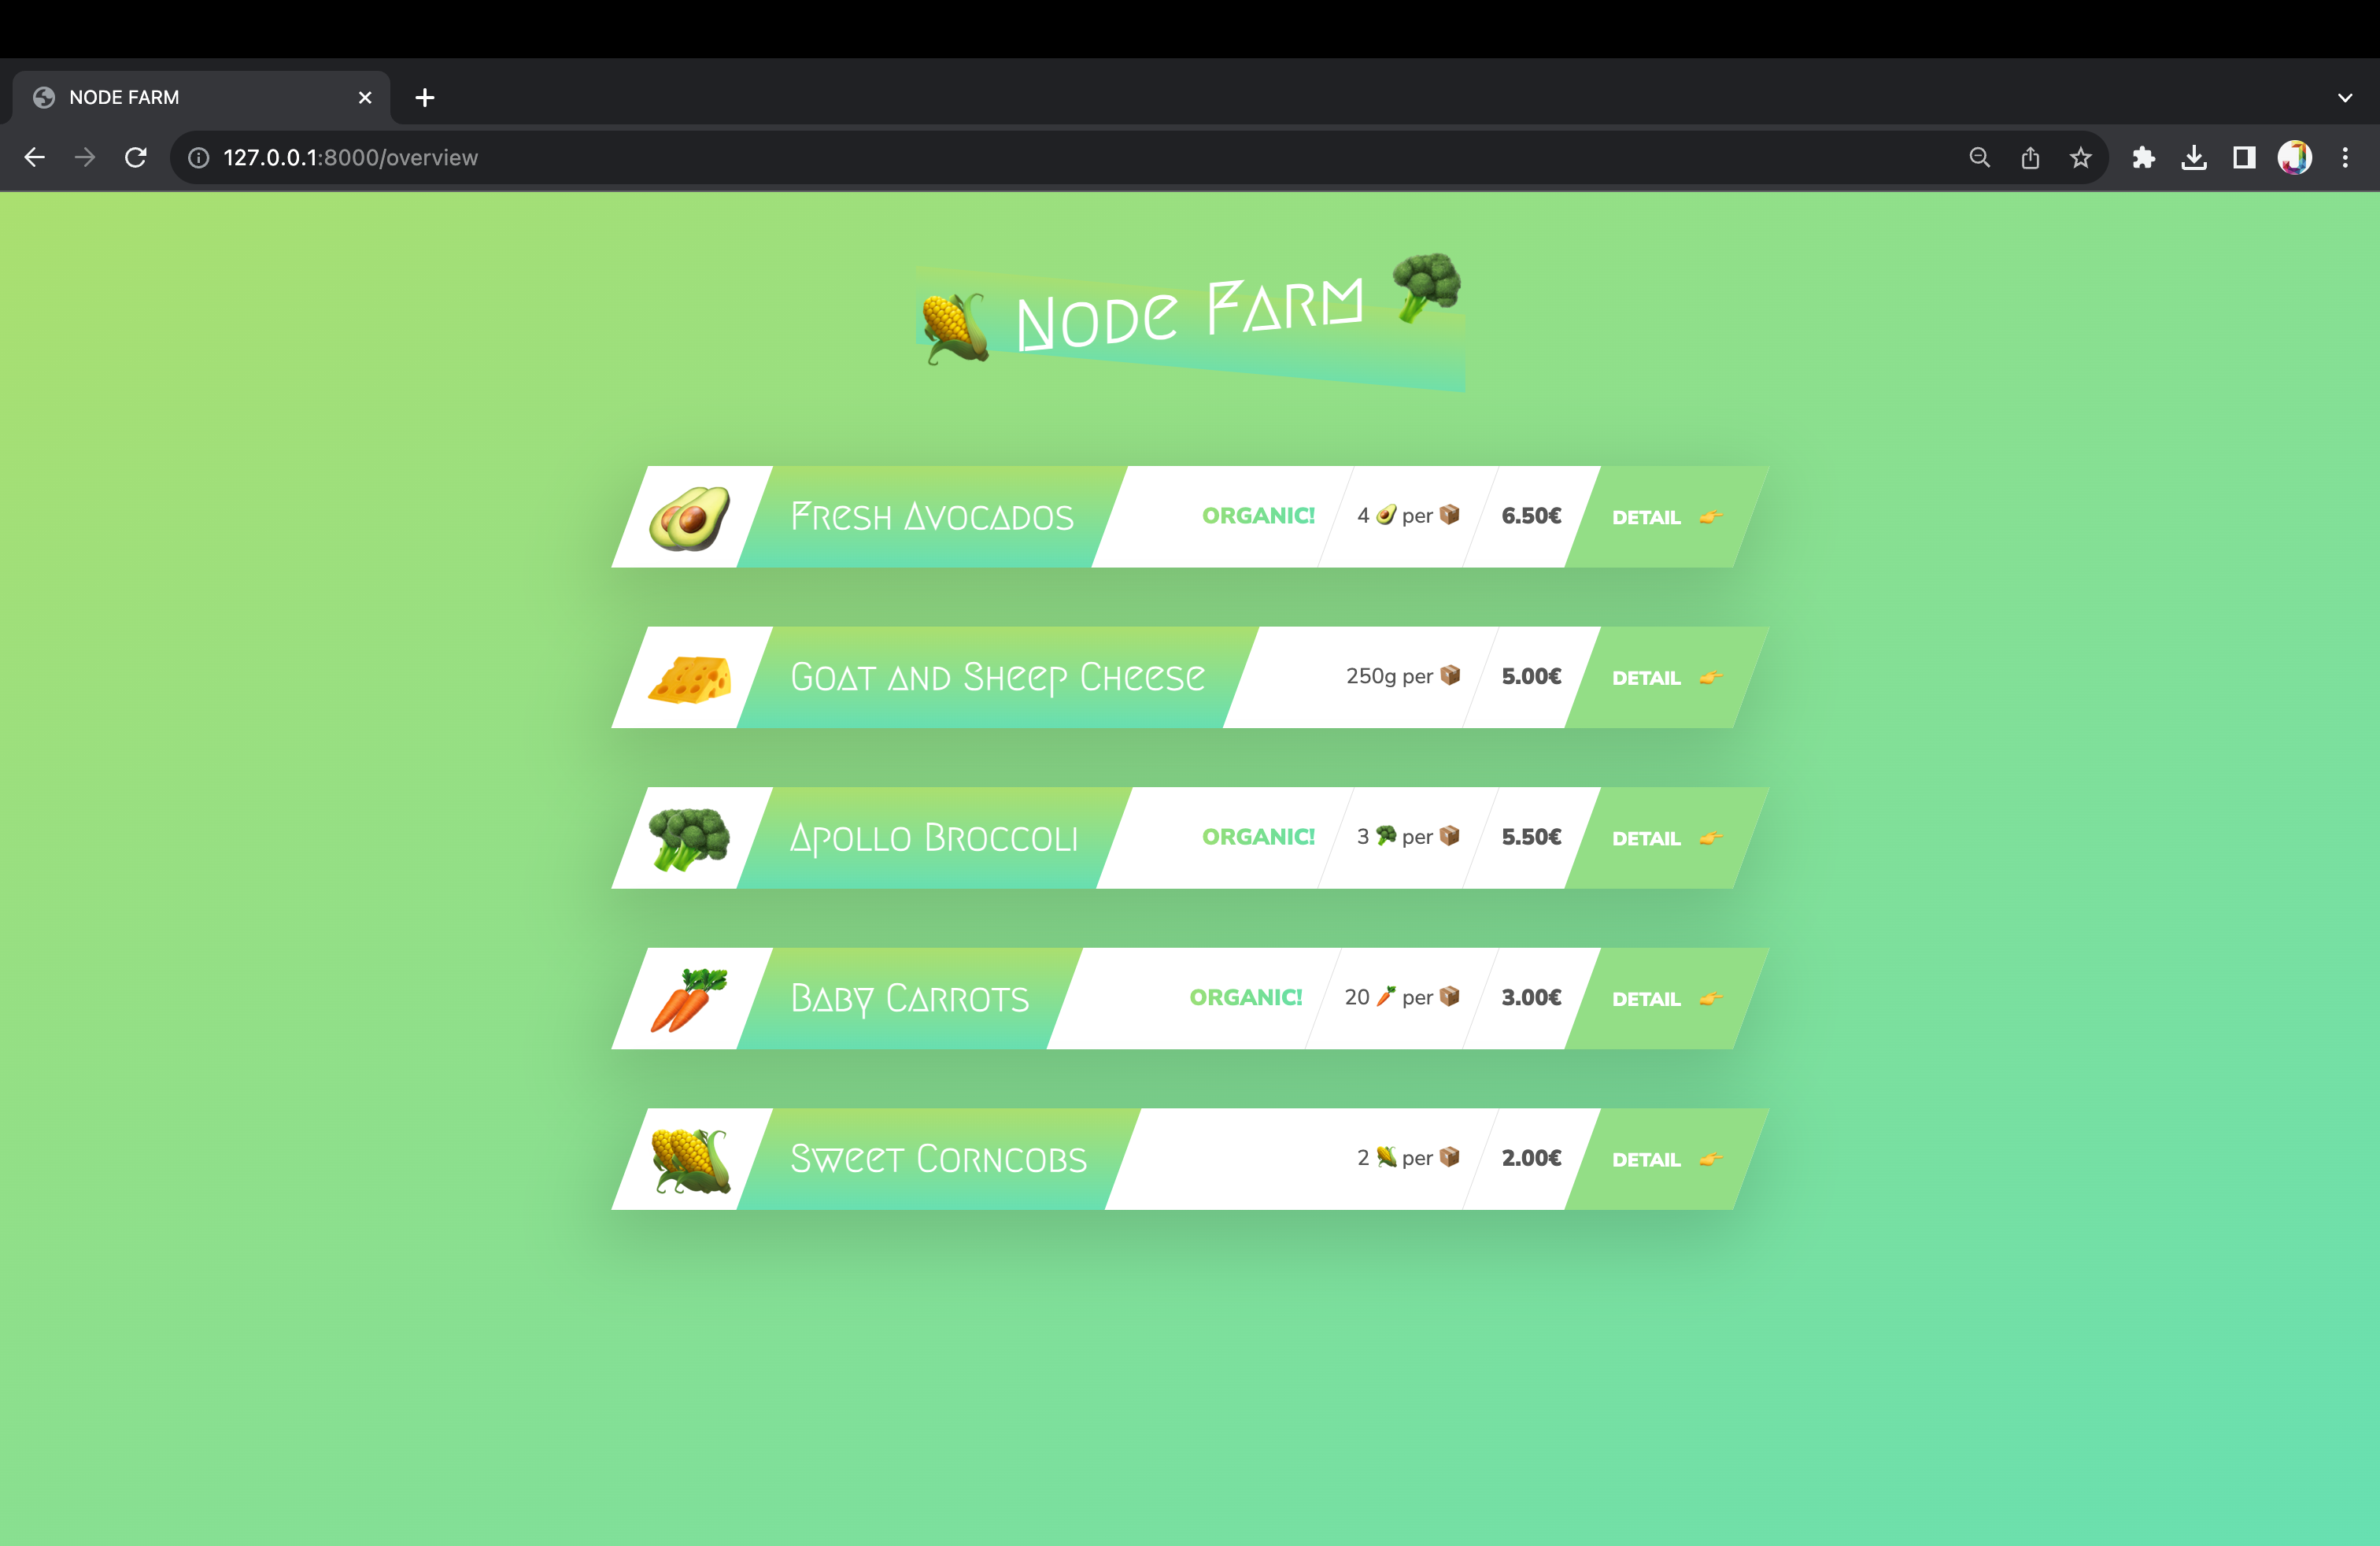 NODE FARM
127.0.0.1:8000/overview
Node Farm
Fresh Avocados ORGANIC! 4 🥑 per 📦 6.50€ DETAIL 👉
Goat and Sheep Cheese 250g per 📦 5.00€ DETAIL 👉
Apollo Broccoli ORGANIC! 3 🥦 per 📦 5.50€ DETAIL 👉
Baby Carrots ORGANIC! 20 🥕 per 📦 3.00€ DETAIL 👉
Sweet Corncobs 2 🌽 per 📦 2.00€ DETAIL 👉